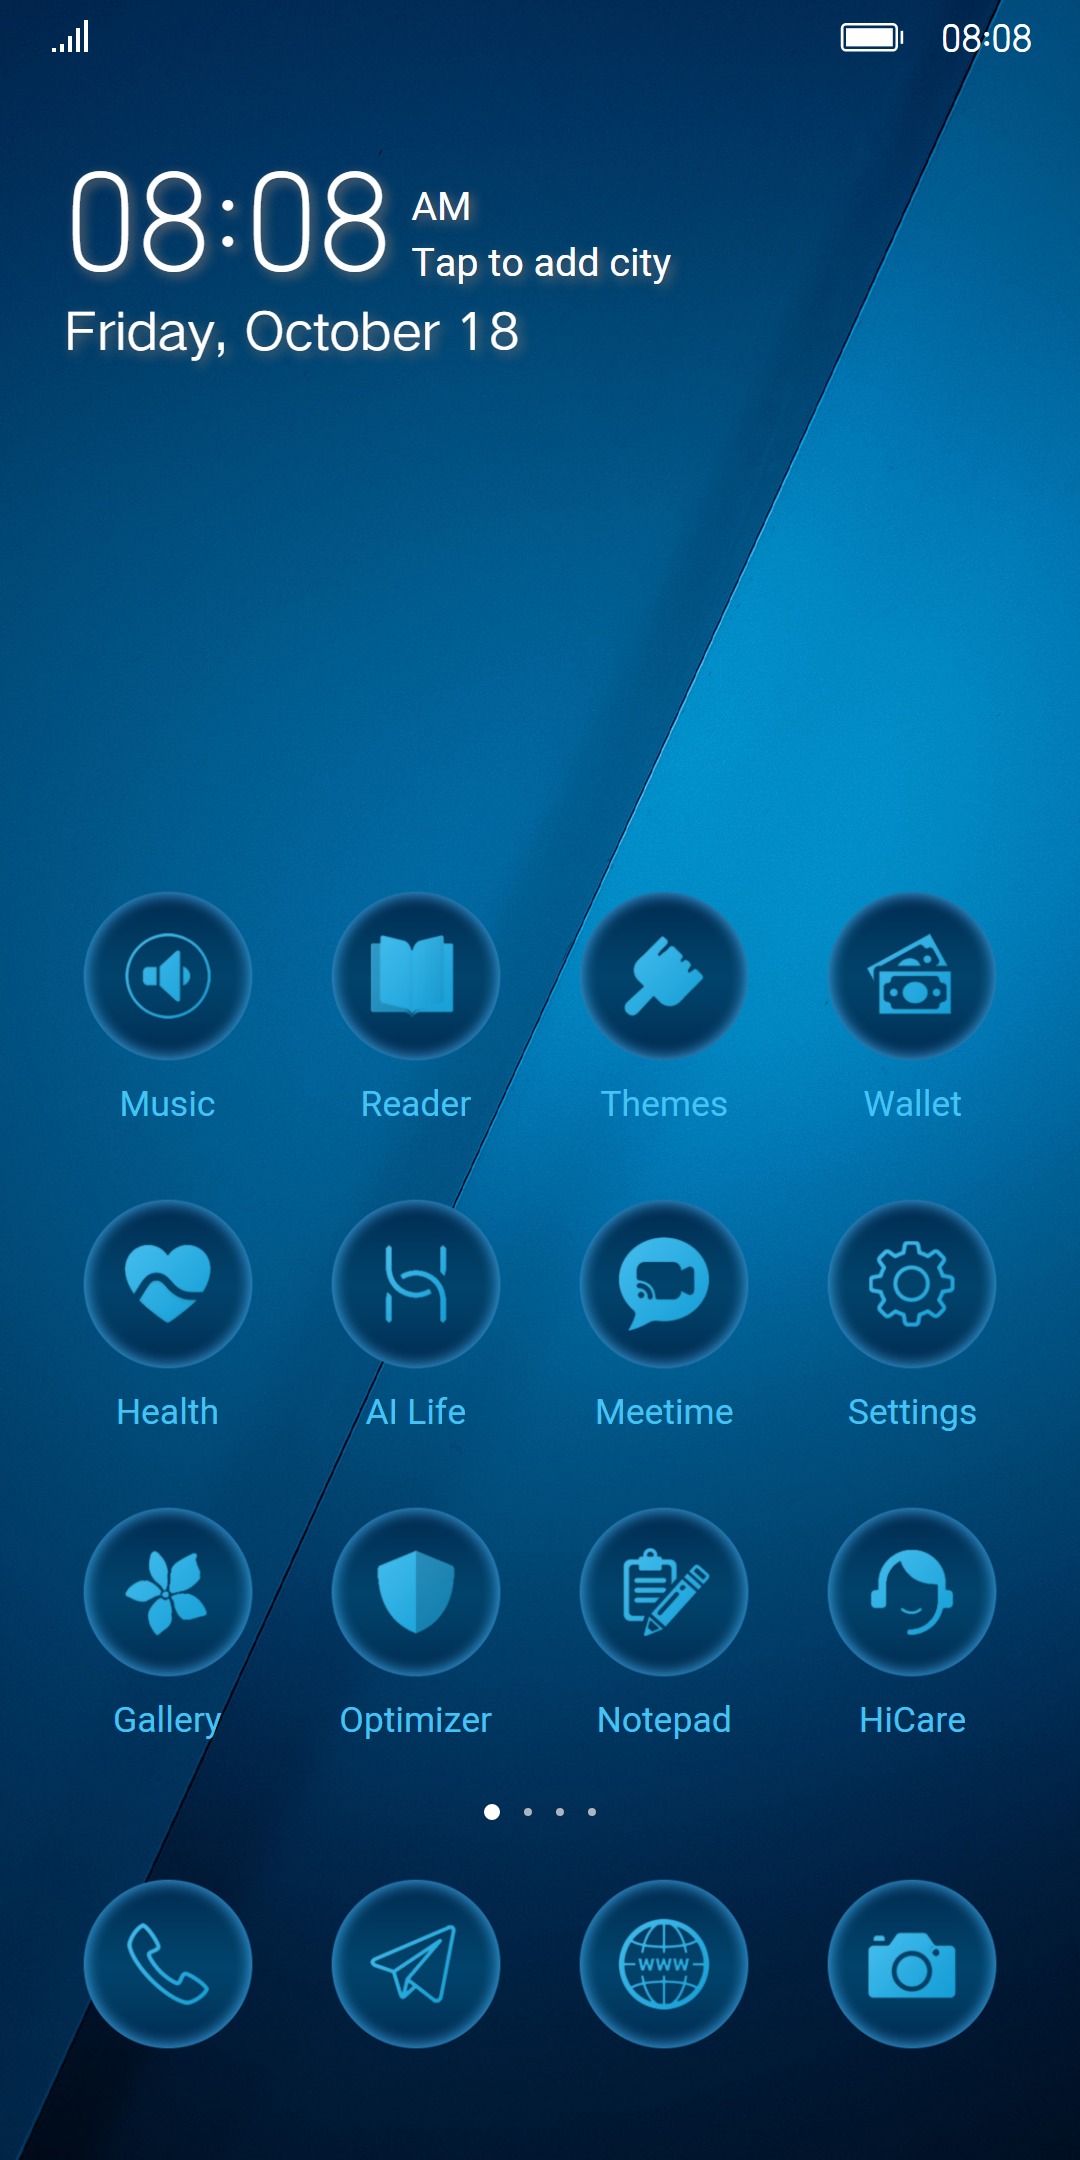 08:08
08:08 AM
Tap to add city
Friday, October 18
Music Reader Themes Wallet
Health AI Life Meetime Settings
Gallery Optimizer Notepad HiCare
WWW